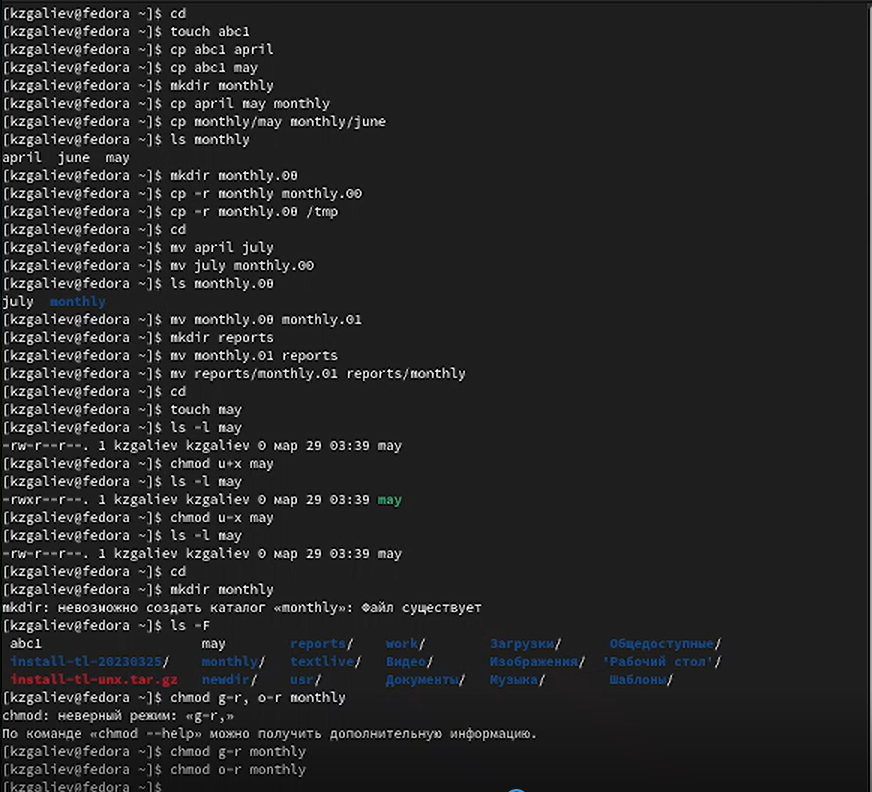 [kzgaliev@fedora ~]$ cd
[kzgaliev@fedora ~]$ touch abc1
[kzgaliev@fedora ~]$ cp abc1 april
[kzgaliev@fedora ~]$ cp abc1 may
[kzgaliev@fedora ~]$ mkdir monthly
[kzgaliev@fedora ~]$ cp april may monthly
[kzgaliev@fedora ~]$ cp monthly/may monthly/june
[kzgaliev@fedora ~]$ ls monthly
april june may
[kzgaliev@fedora ~]$ mkdir monthly.00
[kzgaliev@fedora ~]$ cp -r monthly monthly.00
[kzgaliev@fedora ~]$ cp -r monthly.00 /tmp
[kzgaliev@fedora ~]$ cd
[kzgaliev@fedora ~]$ mv april july
[kzgaliev@fedora ~]$ mv july monthly.00
[kzgaliev@fedora ~]$ ls monthly.00
july monthly
[kzgaliev@fedora ~]$ mv monthly.00 monthly.01
[kzgaliev@fedora ~]$ mkdir reports
[kzgaliev@fedora ~]$ mv monthly.01 reports
[kzgaliev@fedora ~]$ mv reports/monthly.01 reports/monthly
[kzgaliev@fedora ~]$ cd
[kzgaliev@fedora ~]$ touch may
[kzgaliev@fedora ~]$ ls -l may
-rw-r--r--. 1 kzgaliev kzgaliev 0 мар 29 03:39 may
[kzgaliev@fedora ~]$ chmod u+x may
[kzgaliev@fedora ~]$ ls -l may
-rwxr--r--. 1 kzgaliev kzgaliev 0 мар 29 03:39 may
[kzgaliev@fedora ~]$ chmod u-x may
[kzgaliev@fedora ~]$ ls -l may
-rw-r--r--. 1 kzgaliev kzgaliev 0 мар 29 03:39 may
[kzgaliev@fedora ~]$ cd
[kzgaliev@fedora ~]$ mkdir monthly
mkdir: невозможно создать каталог «monthly»: Файл существует
[kzgaliev@fedora ~]$ ls -F
abc1 may reports/ work/ Загрузки/ Общедоступные/
install-tl-20230325/ monthly/ textlive/ Видео/ Изображения/ 'Рабочий стол'/
install-tl-unx.tar.gz newdir/ usr/ Документы/ Музыка/ Шаблоны/
[kzgaliev@fedora ~]$ chmod g-r, o-r monthly
chmod: неверный режим: «g-r,»
По команде «chmod --help» можно получить дополнительную информацию.
[kzgaliev@fedora ~]$ chmod g-r monthly
[kzgaliev@fedora ~]$ chmod o-r monthly
[kzgaliev@fedora ~]$